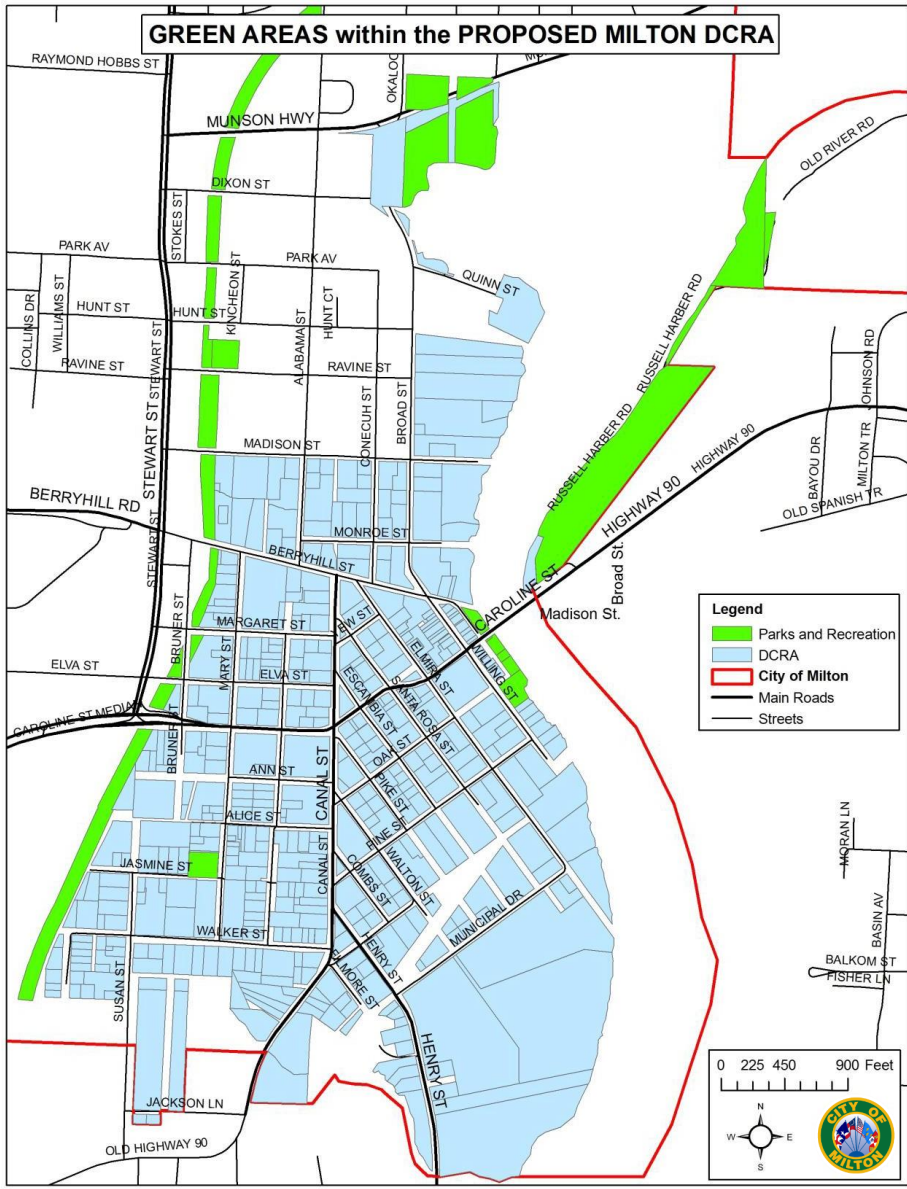 GREEN AREAS within the PROPOSED MILTON DCRA
RAYMOND HOBBS ST
MUNSON HWY
OLD RIVER RD
DIXON ST
STOKES ST
PARK AV
PARK AV
KINCHEON ST
QUINN ST
COLLINS DR
WILLIAMS ST
HUNT ST
HUNT ST
HUNT CT
ALABAMA ST
STEWART ST
STEWART ST
RUSSELL HARBER RD
RAVINE ST
RAVINE ST
CONECUH ST
BROAD ST
JOHNSON RD
MADISON ST
RUSSELL HARBER RD
HIGHWAY 90
HIGHWAY 90
BAYOU DR
MILTON TR
OLD SPANISH TR
BERRYHILL RD
STEWART ST
MONROE ST
BERRYHILL ST
CAROLINE ST
Broad St.
Madison St.
BRUNER ST
MARGARET ST
EW ST
ELVA ST
MARY ST
ELVA ST
ELMIRA ST
WILLING ST
ESCAMBIA ST
SANTA ROSA ST
Legend
Parks and Recreation
DCRA
City of Milton
Main Roads
Streets
CAROLINE ST MEDIA
BRUNER ST
OAK ST
ANN ST
CANAL ST
PIKE ST
ALICE ST
PINE ST
CANAL ST
JASMINE ST
COMBS ST
WALTON ST
MORAN LN
BASIN AV
WALKER ST
MUNICIPAL DR
HENRY ST
SUSAN ST
BALKOM ST
FISHER LN
HENRY ST
JACKSON LN
OLD HIGHWAY 90
0 225 450 900 Feet
N
W E
S
CITY OF
MILTON